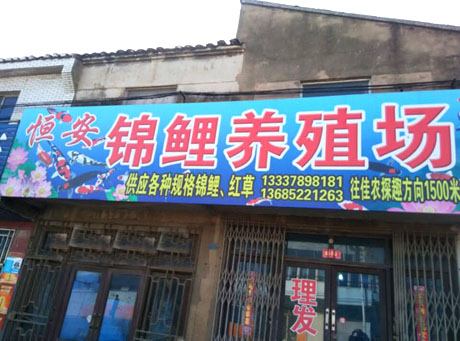 恒安 锦鲤养殖场
供应各种规格锦鲤、红草
13337898181
13685221263
往佳农探趣方向1500米
理发